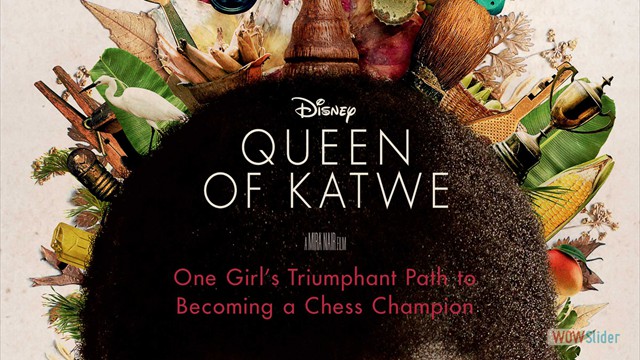 Disney
QUEEN
OF KATWE
A MIRA NAIR FILM
One Girl's Triumphant Path to
Becoming a Chess Champion
WOWSlider